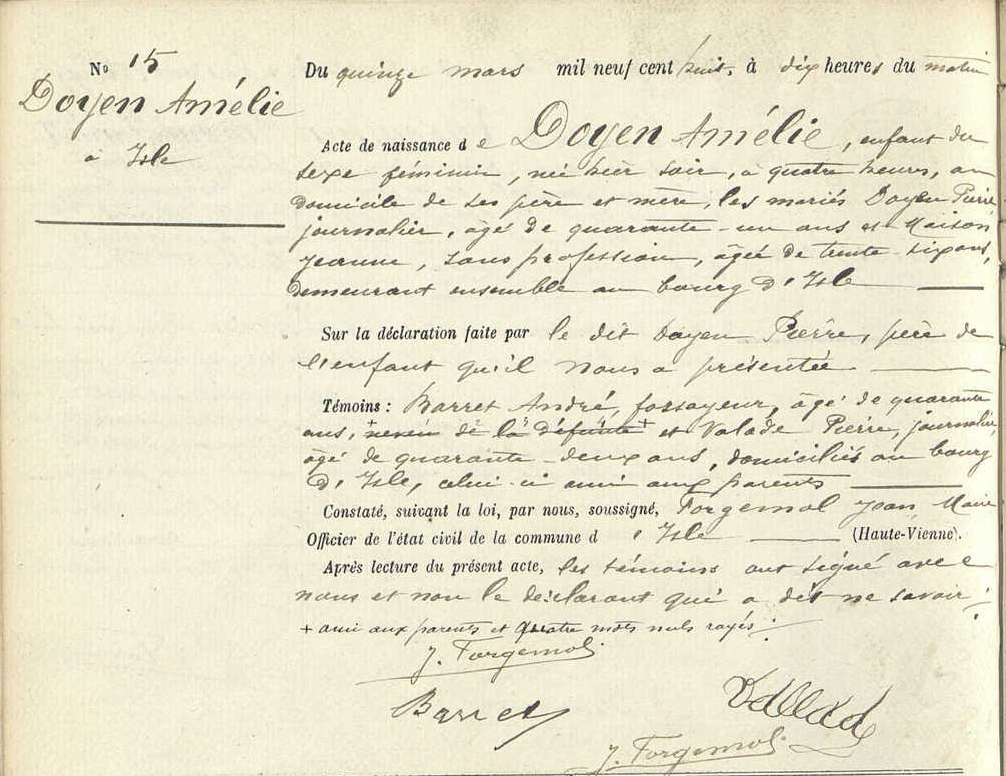 No 15
Doyen Amélie
à Isle
Du quinze mars mil neuf cent huit, à dix heures du matin
Acte de naissance de Doyen Amélie, enfant du
sexe féminin, née hier soir, à quatre heures, au
domicile de ses père et mère, les mariés Doyen Pierre
journalier, âgé de quarante-un ans et Maison
Jeanne, sans profession, âgée de trente-six ans,
demeurant ensemble au bourg d'Isle
Sur la déclaration faite par le dit Doyen Pierre, père de
l'enfant qu'il nous a présentée
Témoins : Barret André, fossoyeur, âgé de quarante
ans, + neveu de la défunte + et Valade Pierre, journalier,
âgé de quarante-deux ans, domiciliés au bourg
d'Isle, celui-ci ami aux parents
Constaté, suivant la loi, par nous, soussigné, Forgemol Jean, Maire
Officier de l'état civil de la commune d'Isle (Haute-Vienne).
Après lecture du présent acte, les témoins ont signé avec
nous et non le déclarant qui a dit ne savoir :
+ ami aux parents et quatre mots nuls rayés :
J. Forgemol
Barret
Vallad
J. Forgemol